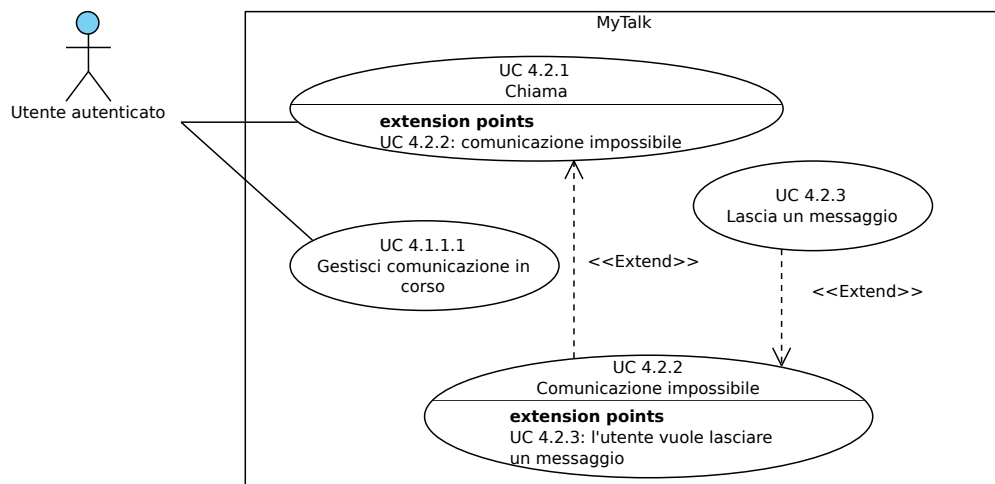 MyTalk
Utente autenticato
UC 4.2.1
Chiama
extension points
UC 4.2.2: comunicazione impossibile
UC 4.2.3
Lascia un messaggio
UC 4.1.1.1
Gestisci comunicazione in
corso
<<Extend>>
<<Extend>>
UC 4.2.2
Comunicazione impossibile
extension points
UC 4.2.3: l'utente vuole lasciare
un messaggio